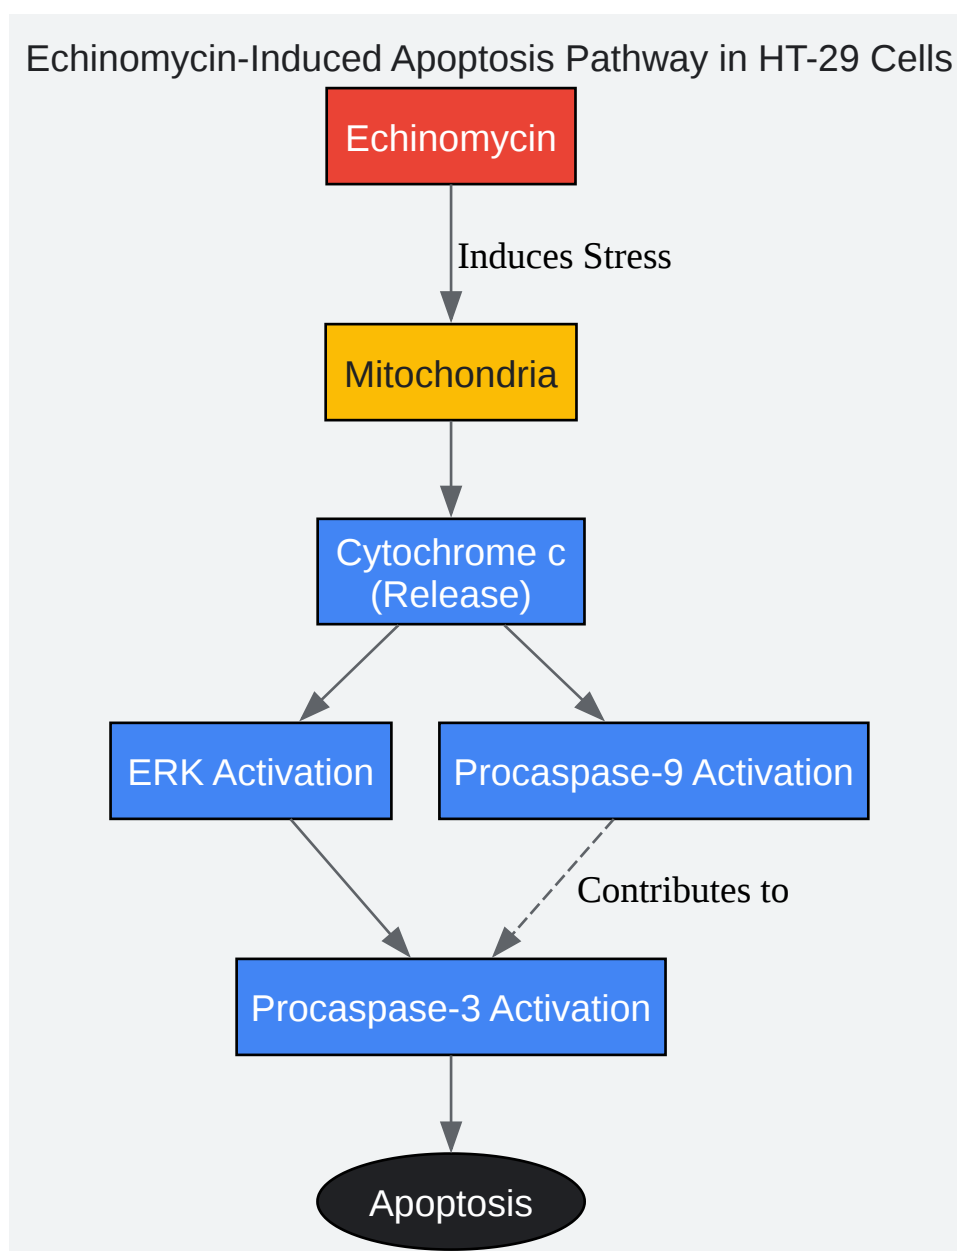 Echinomycin-Induced Apoptosis Pathway in HT-29 Cells
Echinomycin
Induces Stress
Mitochondria
Cytochrome c
(Release)
ERK Activation
Procaspase-9 Activation
Contributes to
Procaspase-3 Activation
Apoptosis